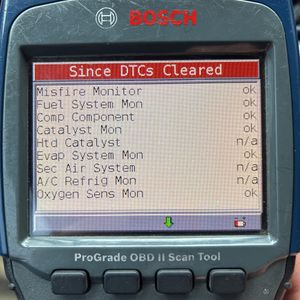 BOSCH
Since DTCs Cleared
Misfire Monitor ok
Fuel System Mon ok
Comp Component ok
Catalyst Mon ok
Htd Catalyst n/a
Evap System Mon ok
Sec Air System n/a
A/C Refrig Mon n/a
Oxygen Sens Mon ok
ProGrade OBD II Scan Tool